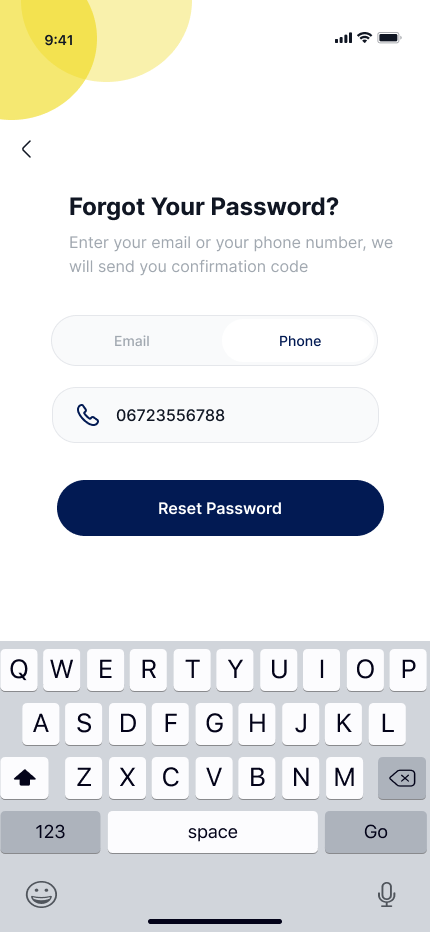 9:41
Forgot Your Password?
Enter your email or your phone number, we
will send you confirmation code
Email Phone
06723556788
Reset Password
Q W E R T Y U I O P
A S D F G H J K L
Z X C V B N M
123 space Go